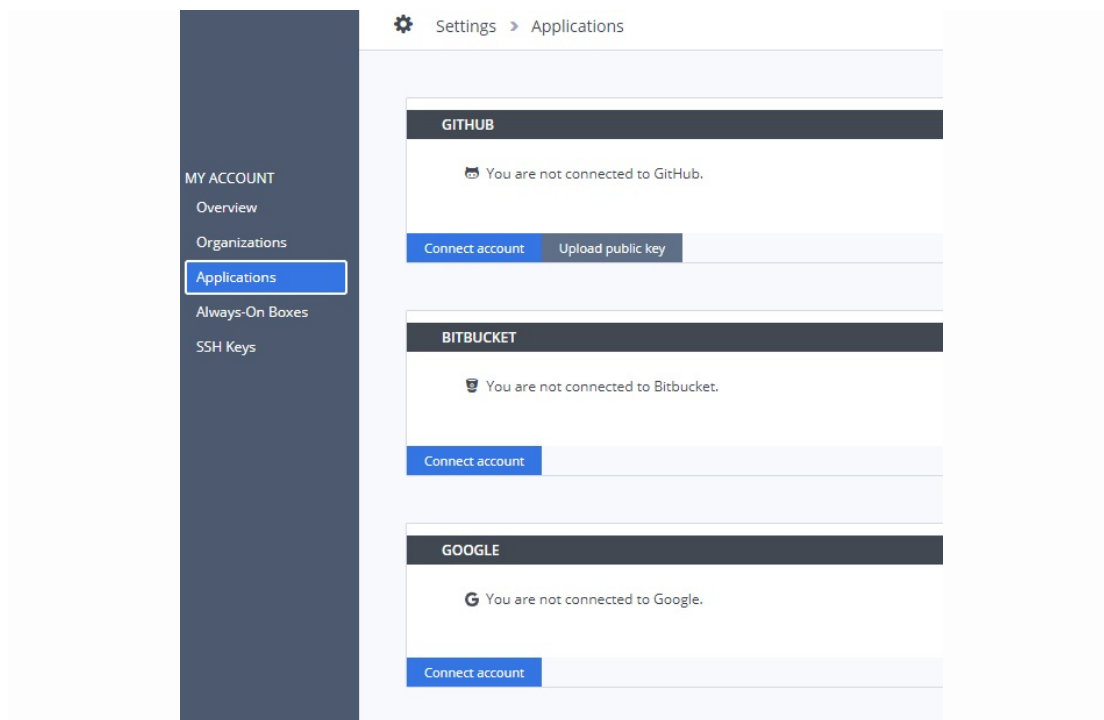 Settings > Applications
MY ACCOUNT
Overview
Organizations
Applications
Always-On Boxes
SSH Keys
GITHUB
You are not connected to GitHub.
Connect account Upload public key
BITBUCKET
You are not connected to Bitbucket.
Connect account
GOOGLE
You are not connected to Google.
Connect account